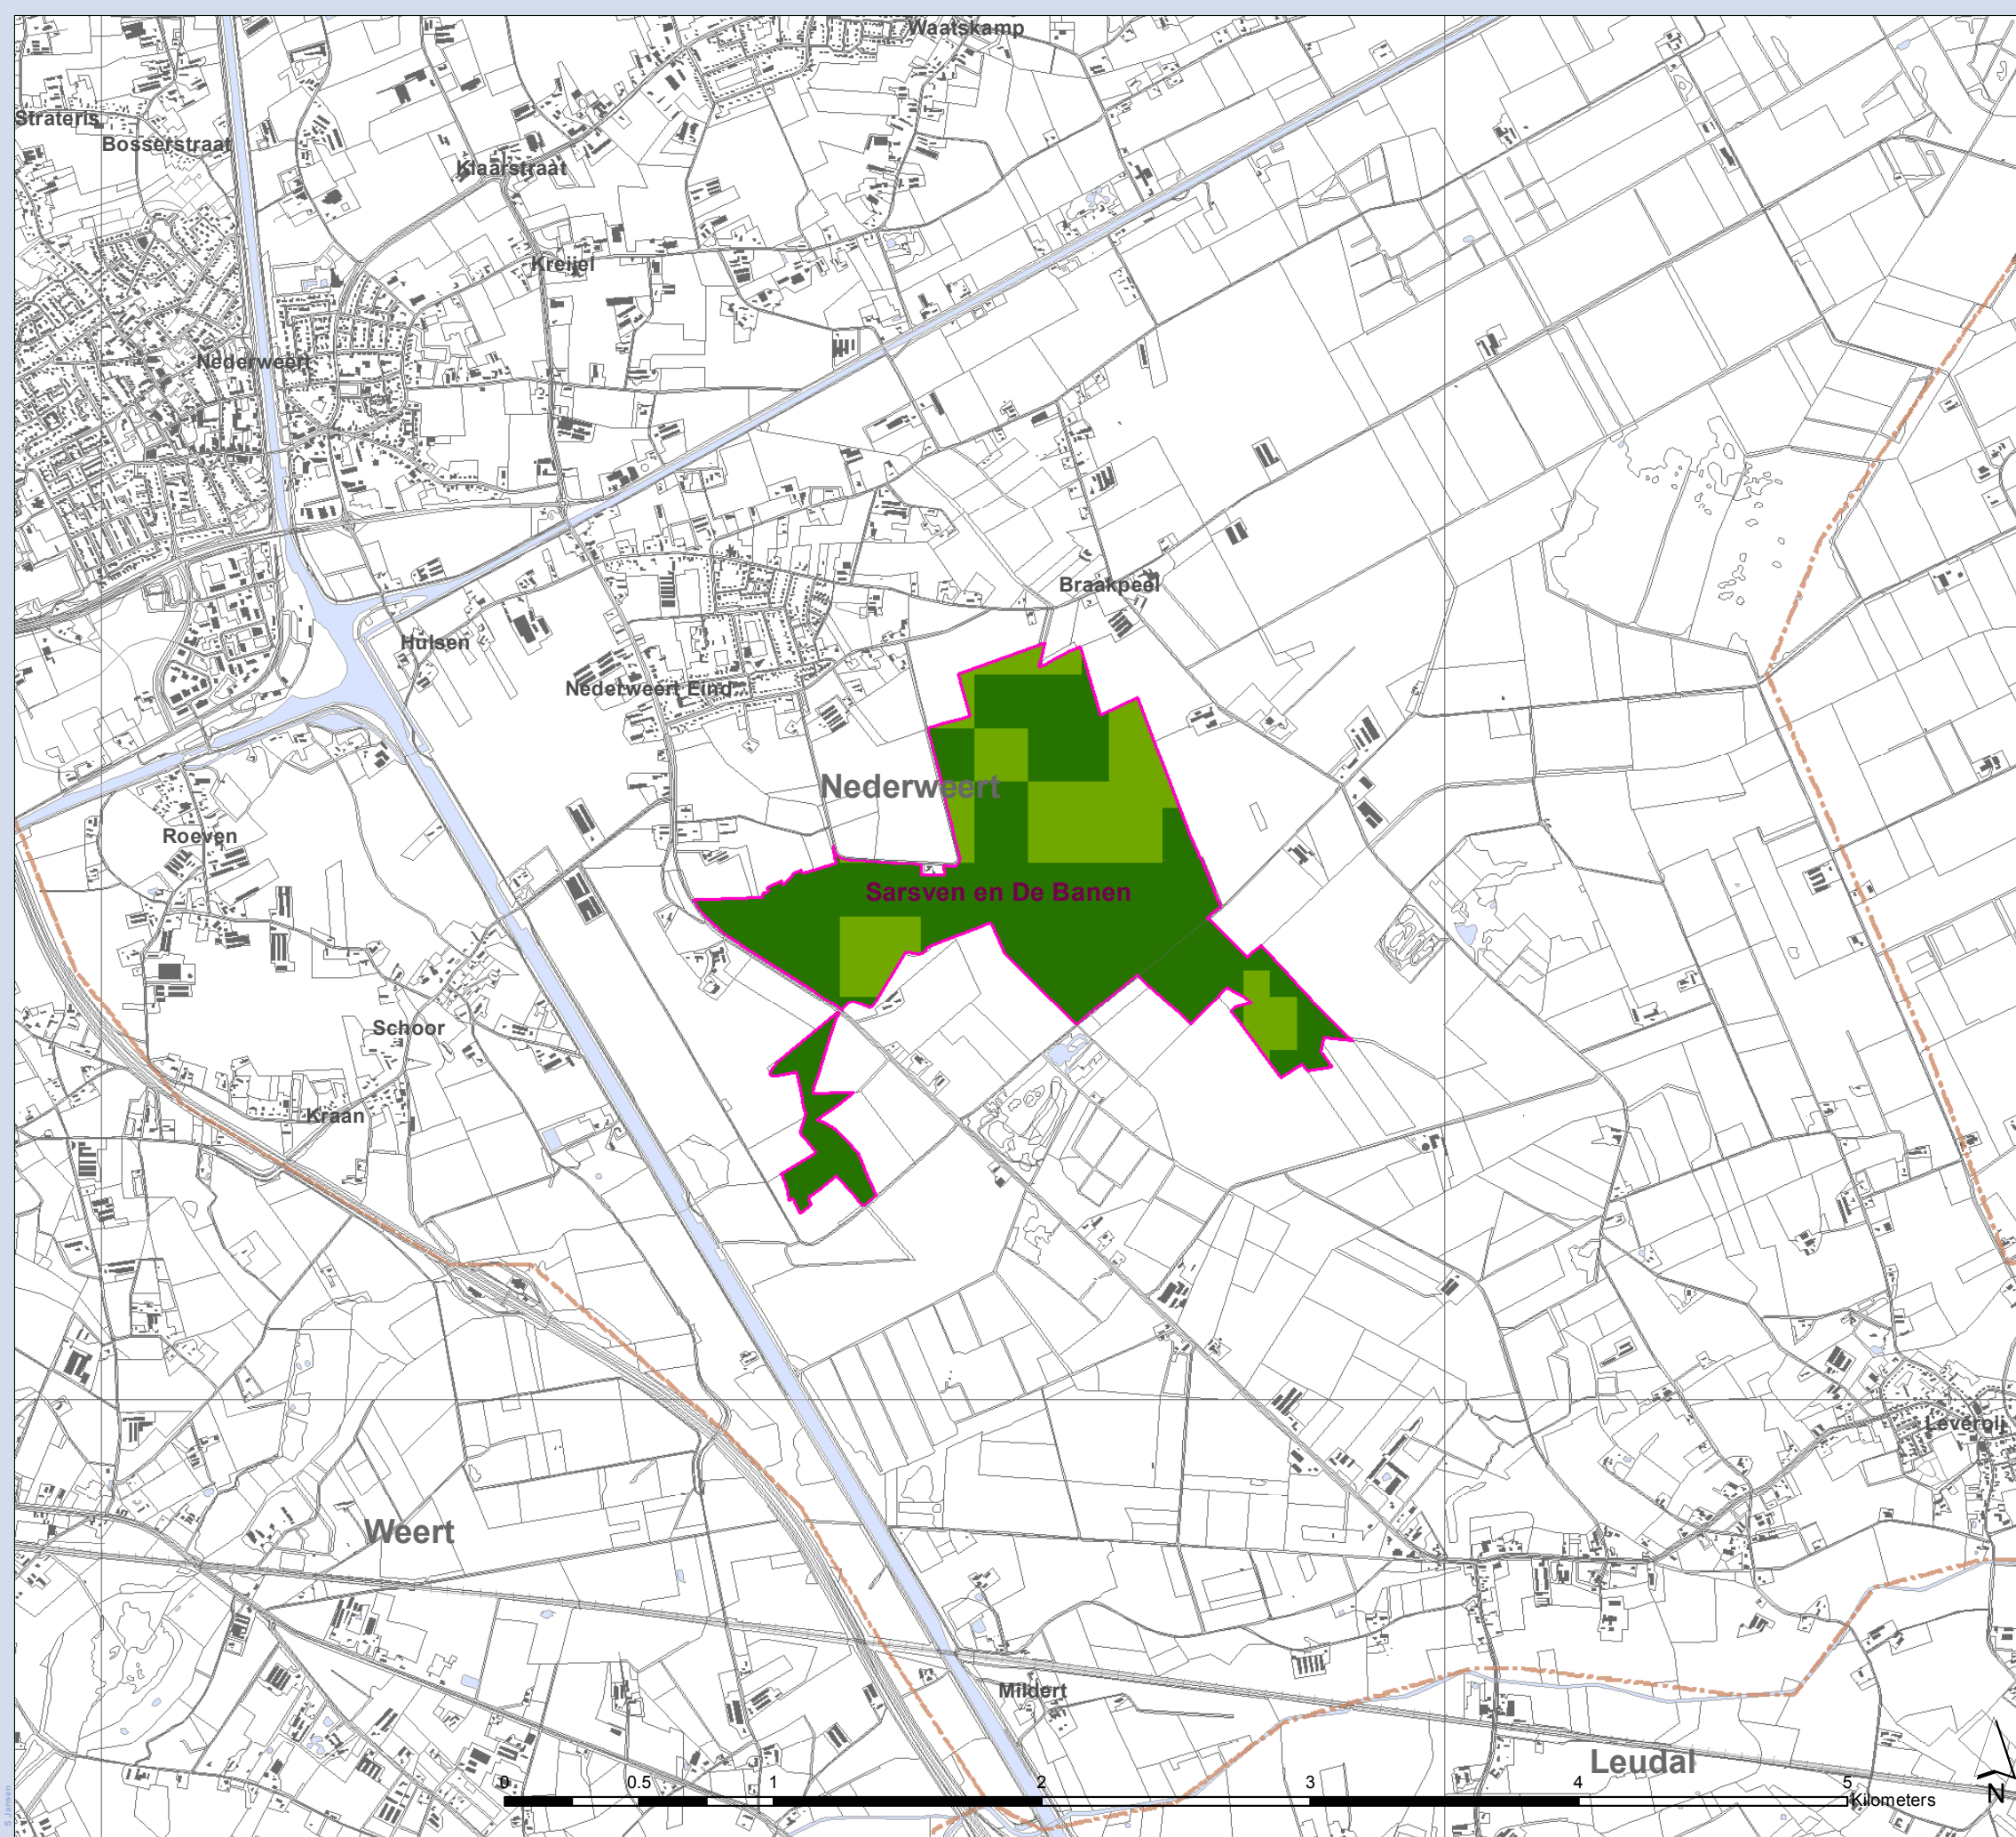 Waatskamp
Strateris
Bosserstraat
Klaarstraat
Kreijel
Nederweert
Braakpeel
Hulsen
Nederweert Eind
Nederweert
Roeven
Sarsven en De Banen
Schoor
Kraan
Leveroij
Weert
Mildert
Leudal
0 0.5 1 2 3 4 5
Kilometers
N
S Jansen